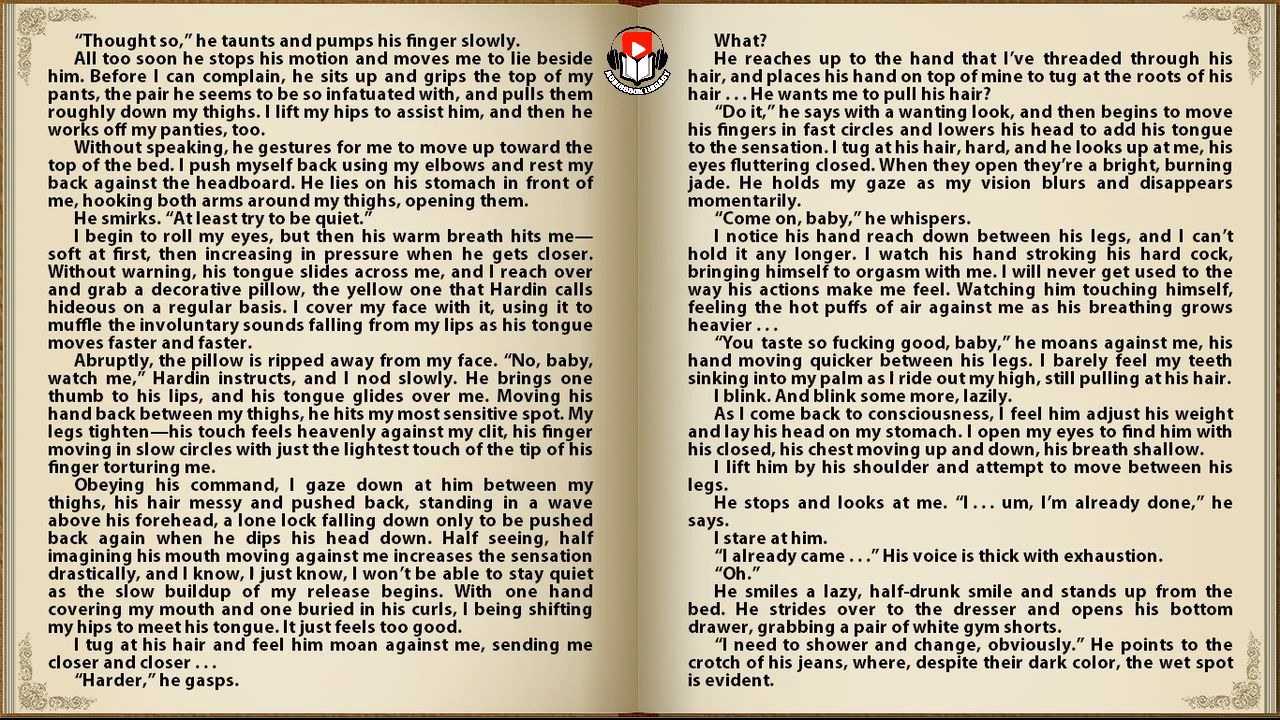 “Thought so,” he taunts and pumps his finger slowly.
All too soon he stops his motion and moves me to lie beside
him. Before I can complain, he sits up and grips the top of my
pants, the pair he seems to be so infatuated with, and pulls them
roughly down my thighs. I lift my hips to assist him, and then he
works off my panties, too.
Without speaking, he gestures for me to move up toward the
top of the bed. I push myself back using my elbows and rest my
back against the headboard. He lies on his stomach in front of
me, hooking both arms around my thighs, opening them.
He smirks. “At least try to be quiet.”
I begin to roll my eyes, but then his warm breath hits me—
soft at first, then increasing in pressure when he gets closer.
Without warning, his tongue slides across me, and I reach over
and grab a decorative pillow, the yellow one that Hardin calls
hideous on a regular basis. I cover my face with it, using it to
muffle the involuntary sounds falling from my lips as his tongue
moves faster and faster.
Abruptly, the pillow is ripped away from my face. “No, baby,
watch me,” Hardin instructs, and I nod slowly. He brings one
thumb to his lips, and his tongue glides over me. Moving his
hand back between my thighs, he hits my most sensitive spot. My
legs tighten—his touch feels heavenly against my clit, his finger
moving in slow circles with just the lightest touch of the tip of his
finger torturing me.
Obeying his command, I gaze down at him between my
thighs, his hair messy and pushed back, standing in a wave
above his forehead, a lone lock falling down only to be pushed
back again when he dips his head down. Half seeing, half
imagining his mouth moving against me increases the sensation
drastically, and I know, I just know, I won’t be able to stay quiet
as the slow buildup of my release begins. With one hand
covering my mouth and one buried in his curls, I being shifting
my hips to meet his tongue. It just feels too good.
I tug at his hair and feel him moan against me, sending me
closer and closer . . .
“Harder,” he gasps.
AUDIOBOOK LIBRARY
What?
He reaches up to the hand that I’ve threaded through his
hair, and places his hand on top of mine to tug at the roots of his
hair . . . He wants me to pull his hair?
“Do it,” he says with a wanting look, and then begins to move
his fingers in fast circles and lowers his head to add his tongue
to the sensation. I tug at his hair, hard, and he looks up at me, his
eyes fluttering closed. When they open they’re a bright, burning
jade. He holds my gaze as my vision blurs and disappears
momentarily.
“Come on, baby,” he whispers.
I notice his hand reach down between his legs, and I can’t
hold it any longer. I watch his hand stroking his hard cock,
bringing himself to orgasm with me. I will never get used to the
way his actions make me feel. Watching him touching himself,
feeling the hot puffs of air against me as his breathing grows
heavier . . .
“You taste so fucking good, baby,” he moans against me, his
hand moving quicker between his legs. I barely feel my teeth
sinking into my palm as I ride out my high, still pulling at his hair.
I blink. And blink some more, lazily.
As I come back to consciousness, I feel him adjust his weight
and lay his head on my stomach. I open my eyes to find him with
his closed, his chest moving up and down, his breath shallow.
I lift him by his shoulder and attempt to move between his
legs.
He stops and looks at me. “I . . . um, I’m already done,” he
says.
I stare at him.
“I already came . . .” His voice is thick with exhaustion.
“Oh.”
He smiles a lazy, half-drunk smile and stands up from the
bed. He strides over to the dresser and opens his bottom
drawer, grabbing a pair of white gym shorts.
“I need to shower and change, obviously.” He points to the
crotch of his jeans, where, despite their dark color, the wet spot
is evident.